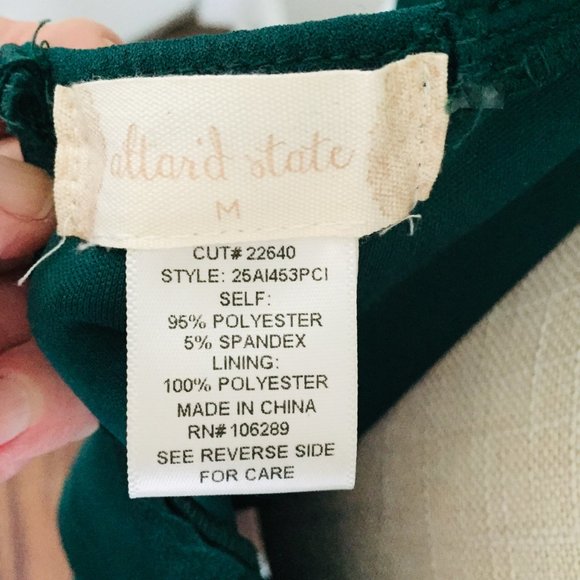 altar'd state
M
CUT# 22640
STYLE: 25AI453PCI
SELF:
95% POLYESTER
5% SPANDEX
LINING:
100% POLYESTER
MADE IN CHINA
RN# 106289
SEE REVERSE SIDE
FOR CARE